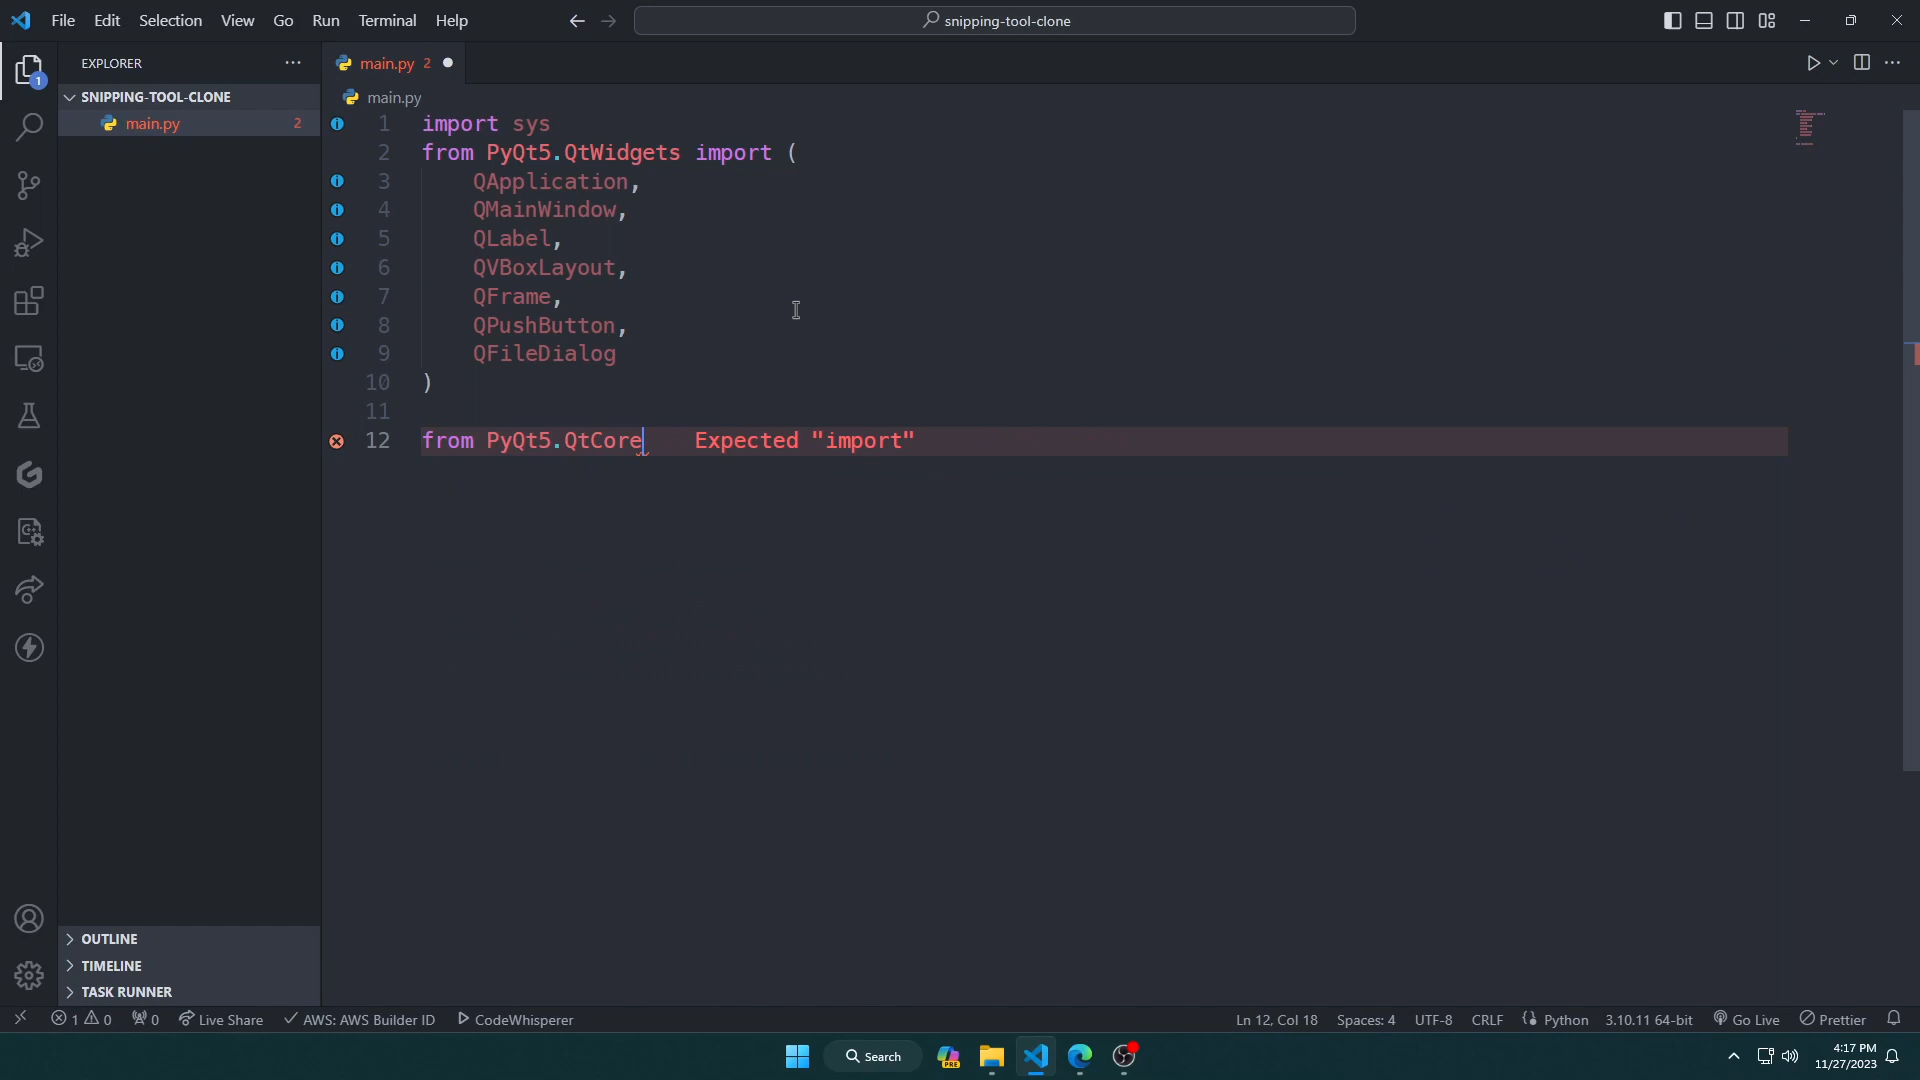 File Edit Selection View Go Run Terminal Help
snipping-tool-clone
EXPLORER
main.py 2
1
SNIPPING-TOOL-CLONE
main.py 2
main.py
1 import sys
2 from PyQt5.QtWidgets import (
3 QApplication,
4 QMainWindow,
5 QLabel,
6 QVBoxLayout,
7 QFrame,
8 QPushButton,
9 QFileDialog
10 )
11
12 from PyQt5.QtCore Expected "import"
OUTLINE
TIMELINE
TASK RUNNER
1 0 0 Live Share AWS: AWS Builder ID CodeWhisperer Ln 12, Col 18 Spaces: 4 UTF-8 CRLF Python 3.10.11 64-bit Go Live Prettier
Search
PRE
4:17 PM
11/27/2023